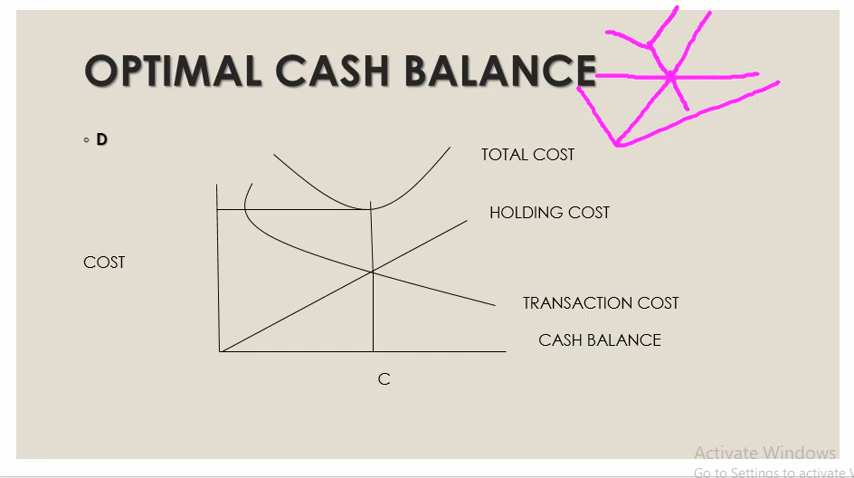 OPTIMAL CASH BALANCE
◦ D
TOTAL COST
HOLDING COST
COST
TRANSACTION COST
CASH BALANCE
C
Activate Windows
Go to Settings to activate